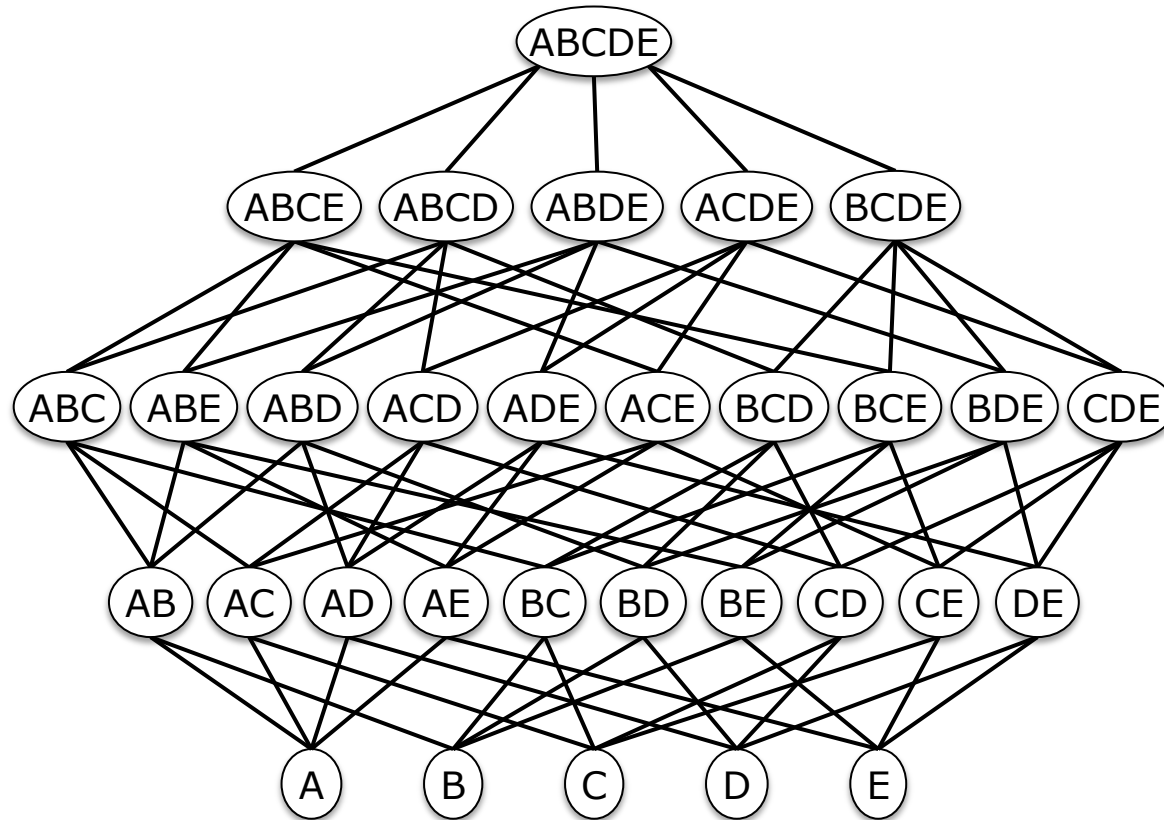 ABCDE
ABCE ABCD ABDE ACDE BCDE
ABC ABE ABD ACD ADE ACE BCD BCE BDE CDE
AB AC AD AE BC BD BE CD CE DE
A B C D E